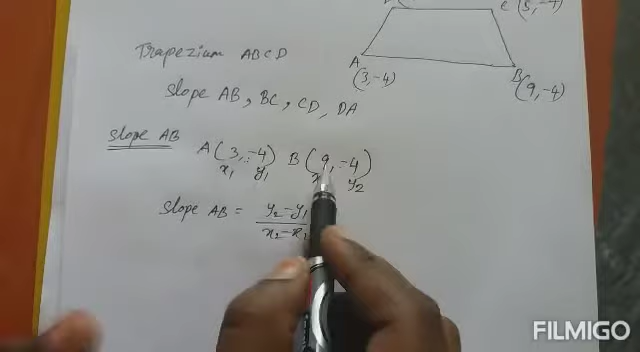 C (5, -4)
Trapezium ABCD
A
B
(3, -4)
(9, -4)
Slope AB, BC, CD, DA
Slope AB
A (3, -4) B (9, -4)
x₁ y₁ y₂
Slope AB = y₂-y₁
x₂-x₁
FILMIGO